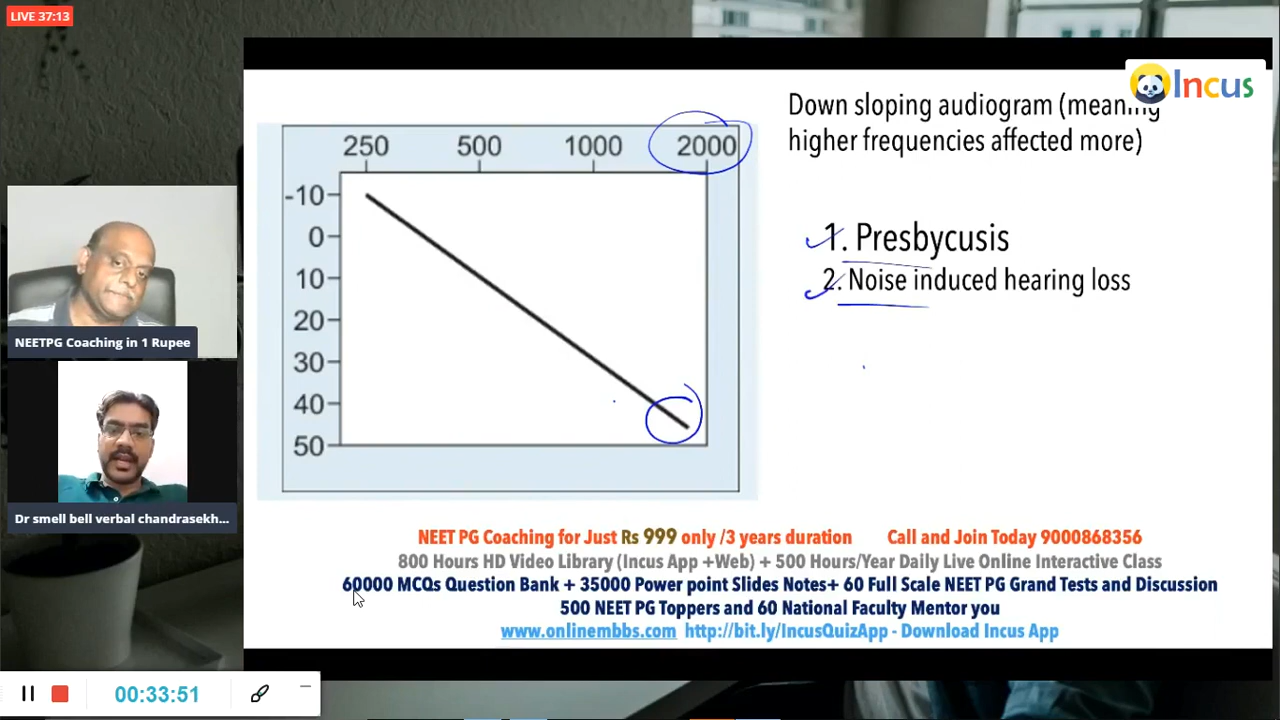 LIVE 37:13
Incus
Down sloping audiogram (meaning
higher frequencies affected more)
250 500 1000 2000
-10
0
10
20
30
40
50
1. Presbycusis
2. Noise induced hearing loss
NEETPG Coaching in 1 Rupee
Dr smell bell verbal chandrasekh...
NEET PG Coaching for Just Rs 999 only /3 years duration Call and Join Today 9000868356
800 Hours HD Video Library (Incus App +Web) + 500 Hours/Year Daily Live Online Interactive Class
60000 MCQs Question Bank + 35000 Power point Slides Notes+ 60 Full Scale NEET PG Grand Tests and Discussion
500 NEET PG Toppers and 60 National Faculty Mentor you
www.onlinembbs.com http://bit.ly/IncusQuizApp - Download Incus App
00:33:51